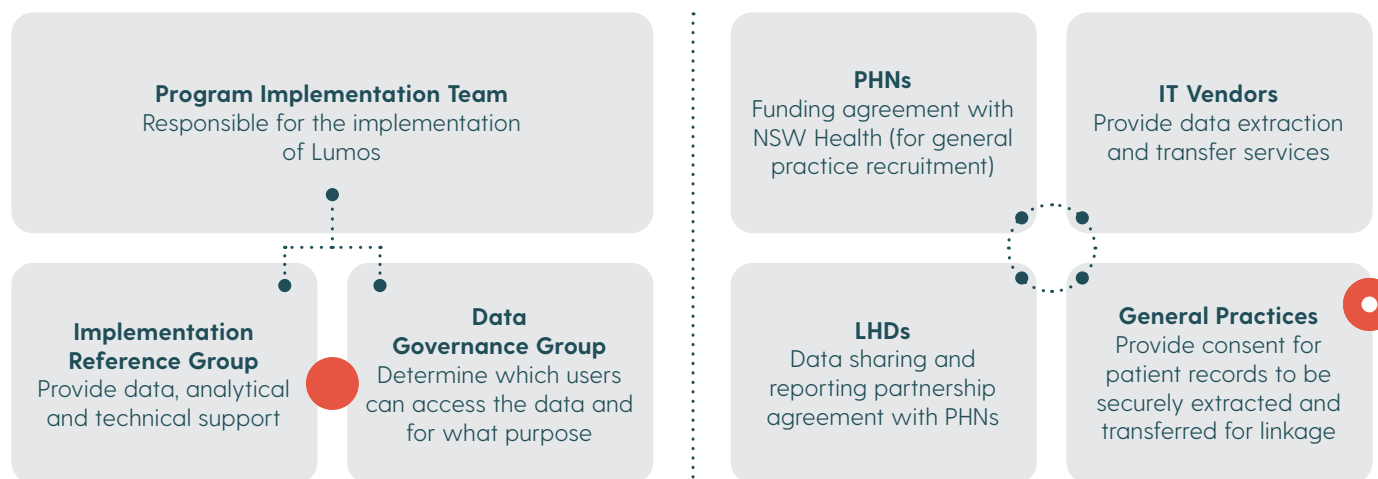 Program Implementation Team
Responsible for the implementation
of Lumos
Implementation
Reference Group
Provide data, analytical
and technical support
Data
Governance Group
Determine which users
can access the data and
for what purpose
PHNs
Funding agreement with
NSW Health (for general
practice recruitment)
IT Vendors
Provide data extraction
and transfer services
LHDs
Data sharing and
reporting partnership
agreement with PHNs
General Practices
Provide consent for
patient records to be
securely extracted and
transferred for linkage